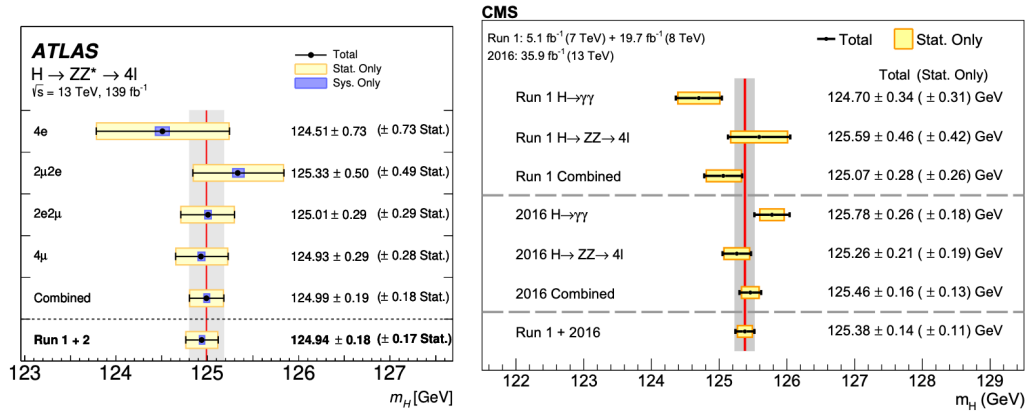 ATLAS
H → ZZ* → 4l
√s = 13 TeV, 139 fb⁻¹
Total
Stat. Only
Sys. Only
4e 124.51 ± 0.73 (± 0.73 Stat.)
2μ2e 125.33 ± 0.50 (± 0.49 Stat.)
2e2μ 125.01 ± 0.29 (± 0.29 Stat.)
4μ 124.93 ± 0.29 (± 0.28 Stat.)
Combined 124.99 ± 0.19 (± 0.18 Stat.)
Run 1 + 2 124.94 ± 0.18 (± 0.17 Stat.)
123 124 125 126 127
m_H [GeV]
CMS
Run 1: 5.1 fb⁻¹ (7 TeV) + 19.7 fb⁻¹ (8 TeV)
2016: 35.9 fb⁻¹ (13 TeV)
Total Stat. Only
Total (Stat. Only)
Run 1 H→γγ 124.70 ± 0.34 ( ± 0.31) GeV
Run 1 H→ ZZ→ 4l 125.59 ± 0.46 ( ± 0.42) GeV
Run 1 Combined 125.07 ± 0.28 ( ± 0.26) GeV
2016 H→γγ 125.78 ± 0.26 ( ± 0.18) GeV
2016 H→ ZZ→ 4l 125.26 ± 0.21 ( ± 0.19) GeV
2016 Combined 125.46 ± 0.16 ( ± 0.13) GeV
Run 1 + 2016 125.38 ± 0.14 ( ± 0.11) GeV
122 123 124 125 126 127 128 129
m_H (GeV)